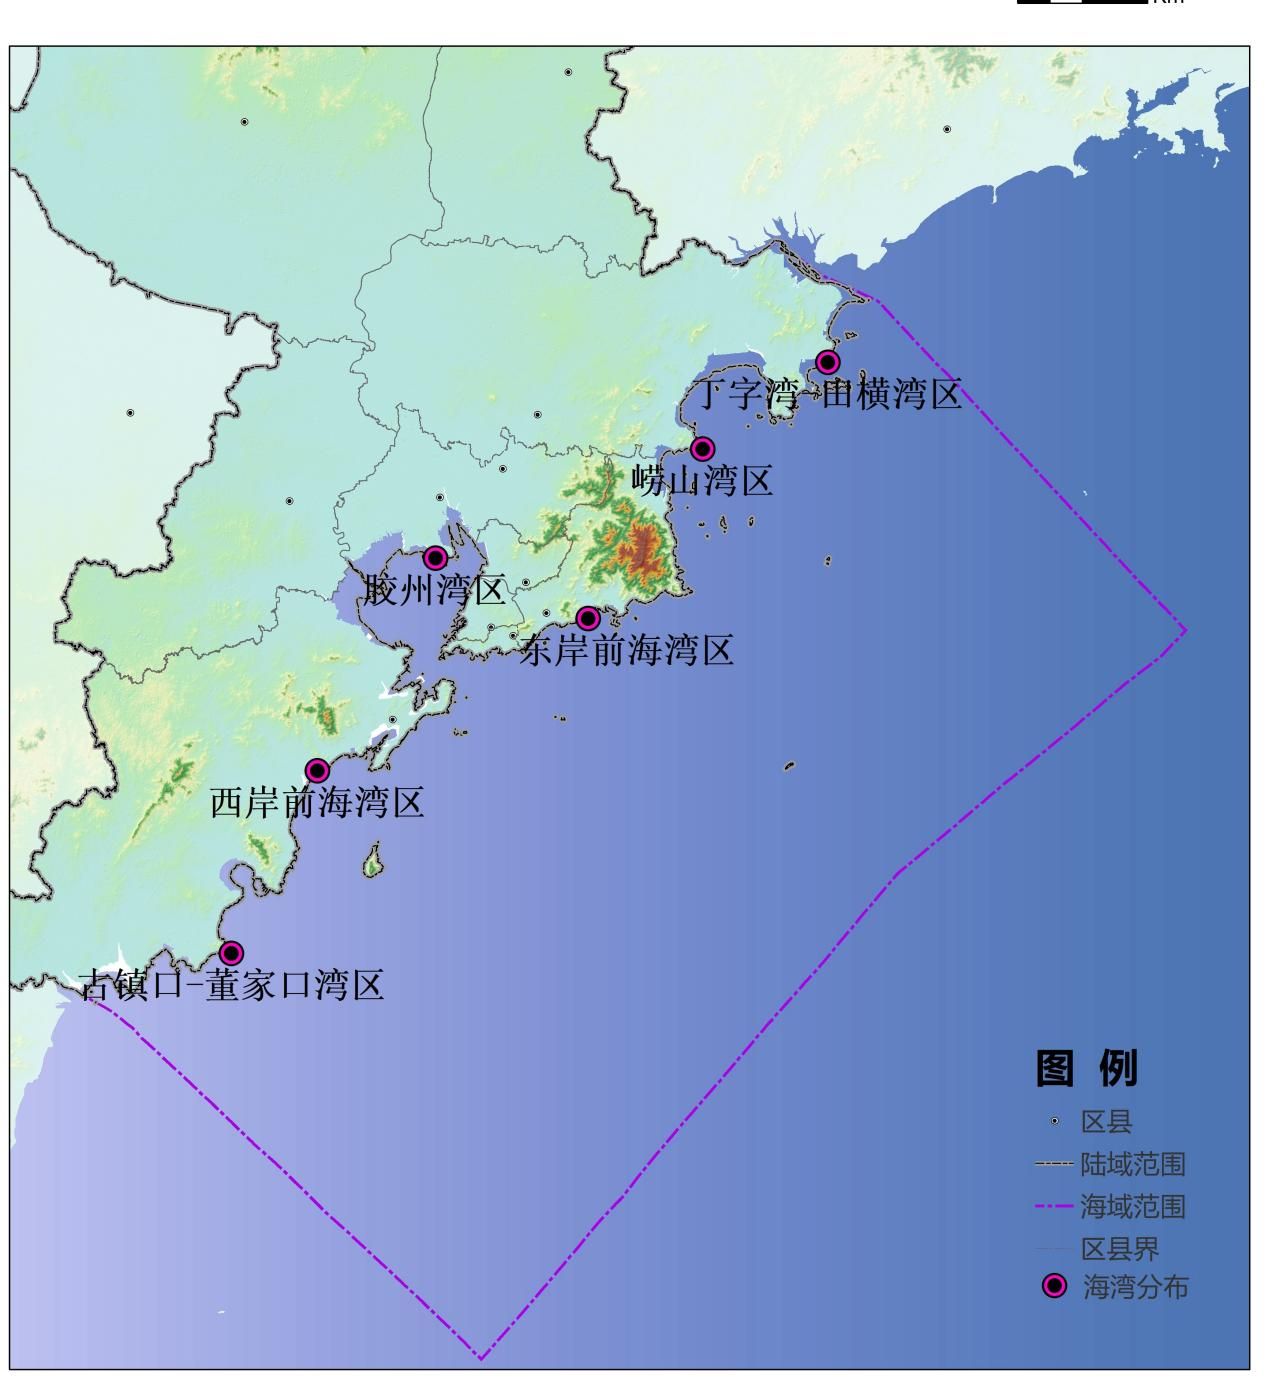 Km
丁字湾-田横湾区
崂山湾区
胶州湾区
东岸前海湾区
西岸前海湾区
古镇口-董家口湾区
图 例
区县
陆域范围
海域范围
区县界
海湾分布